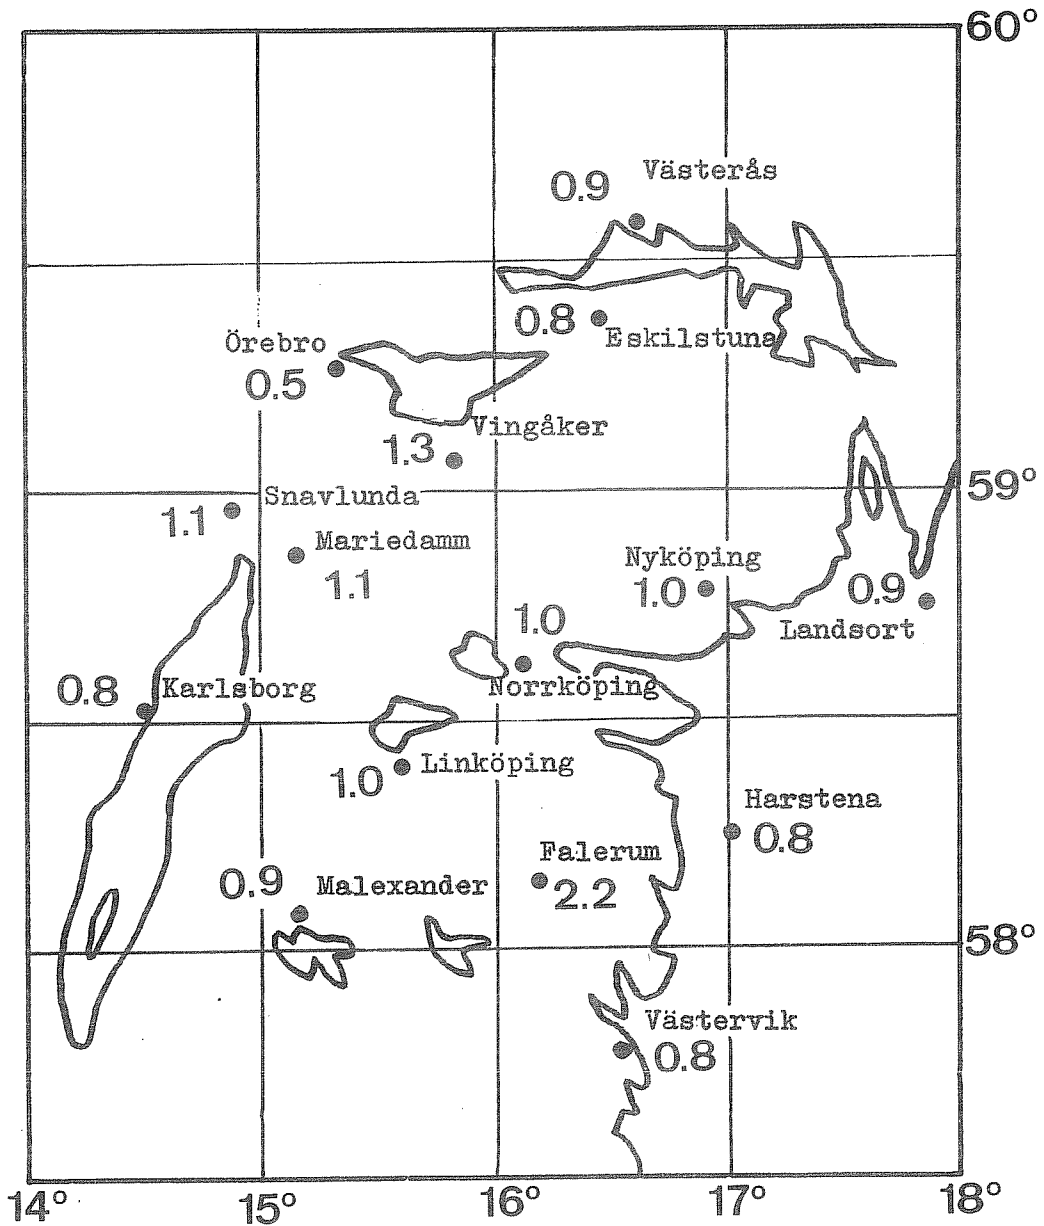 60°
Västerås
0.9
0.8
Eskilstuna
Örebro
0.5
Vingåker
1.3
59°
Snavlunda
1.1
Mariedamm
1.1
Nyköping
1.0
0.9
Landsort
1.0
Norrköping
0.8
Karlsborg
Linköping
1.0
Harstena
0.8
Falerum
2.2
0.9
Malexander
58°
Västervik
0.8
14°
15°
16°
17°
18°